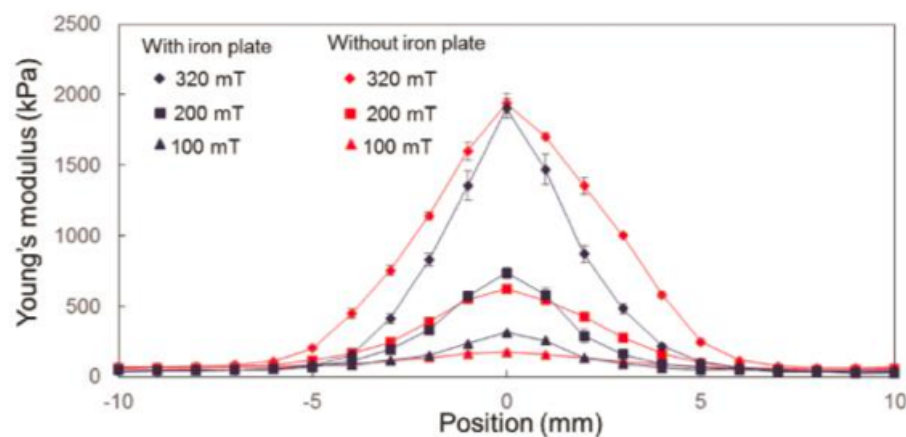 2500
2000
1500
1000
500
0
Young's modulus (kPa)
With iron plate
320 mT
200 mT
100 mT
Without iron plate
320 mT
200 mT
100 mT
-10
-5
0
5
10
Position (mm)